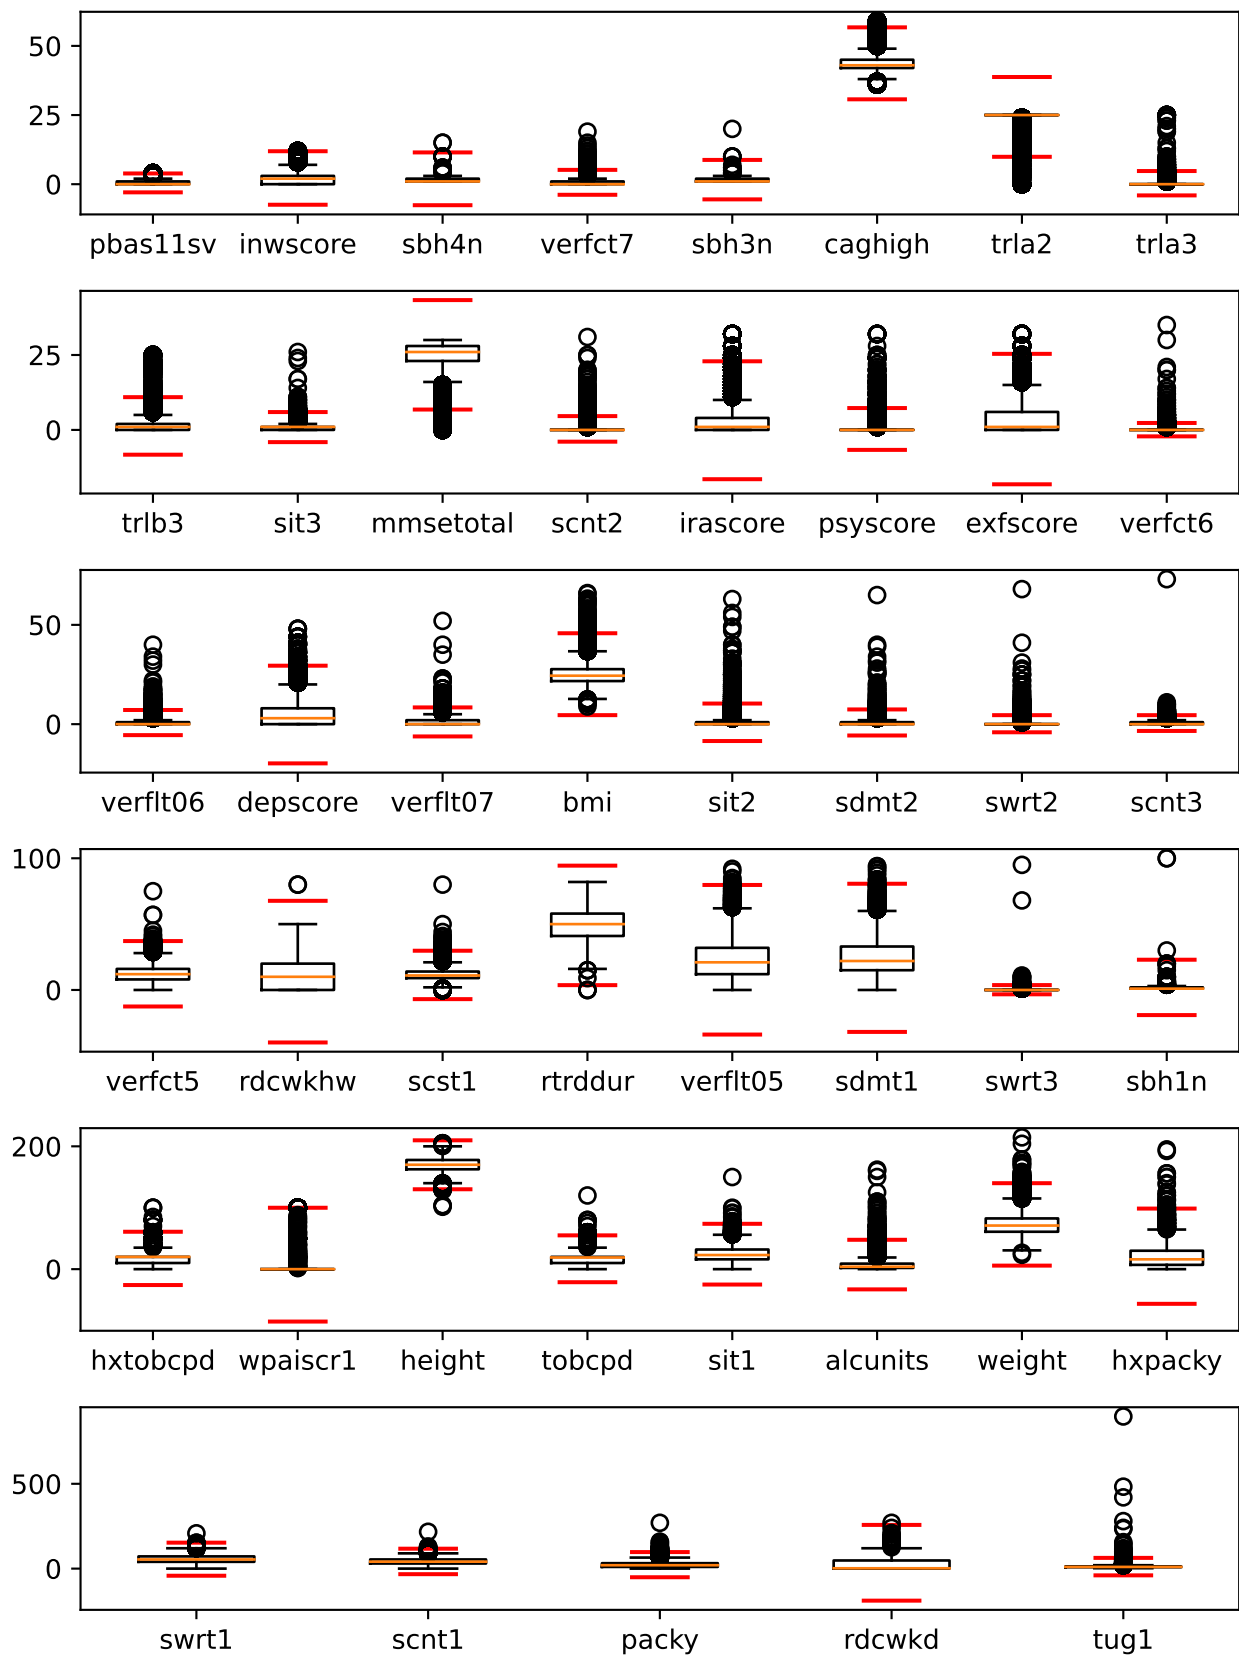 50
25
0
pbas11sv inwscore sbh4n verfct7 sbh3n caghigh trla2 trla3
25
0
trlb3 sit3 mmsetotal scnt2 irascore psyscore exfscore verfct6
50
0
verflt06 depscore verflt07 bmi sit2 sdmt2 swrt2 scnt3
100
0
verfct5 rdcwkhw scst1 rtrddur verflt05 sdmt1 swrt3 sbh1n
200
0
hxtobcpd wpaiscr1 height tobcpd sit1 alcunits weight hxpacky
500
0
swrt1 scnt1 packy rdcwkd tug1